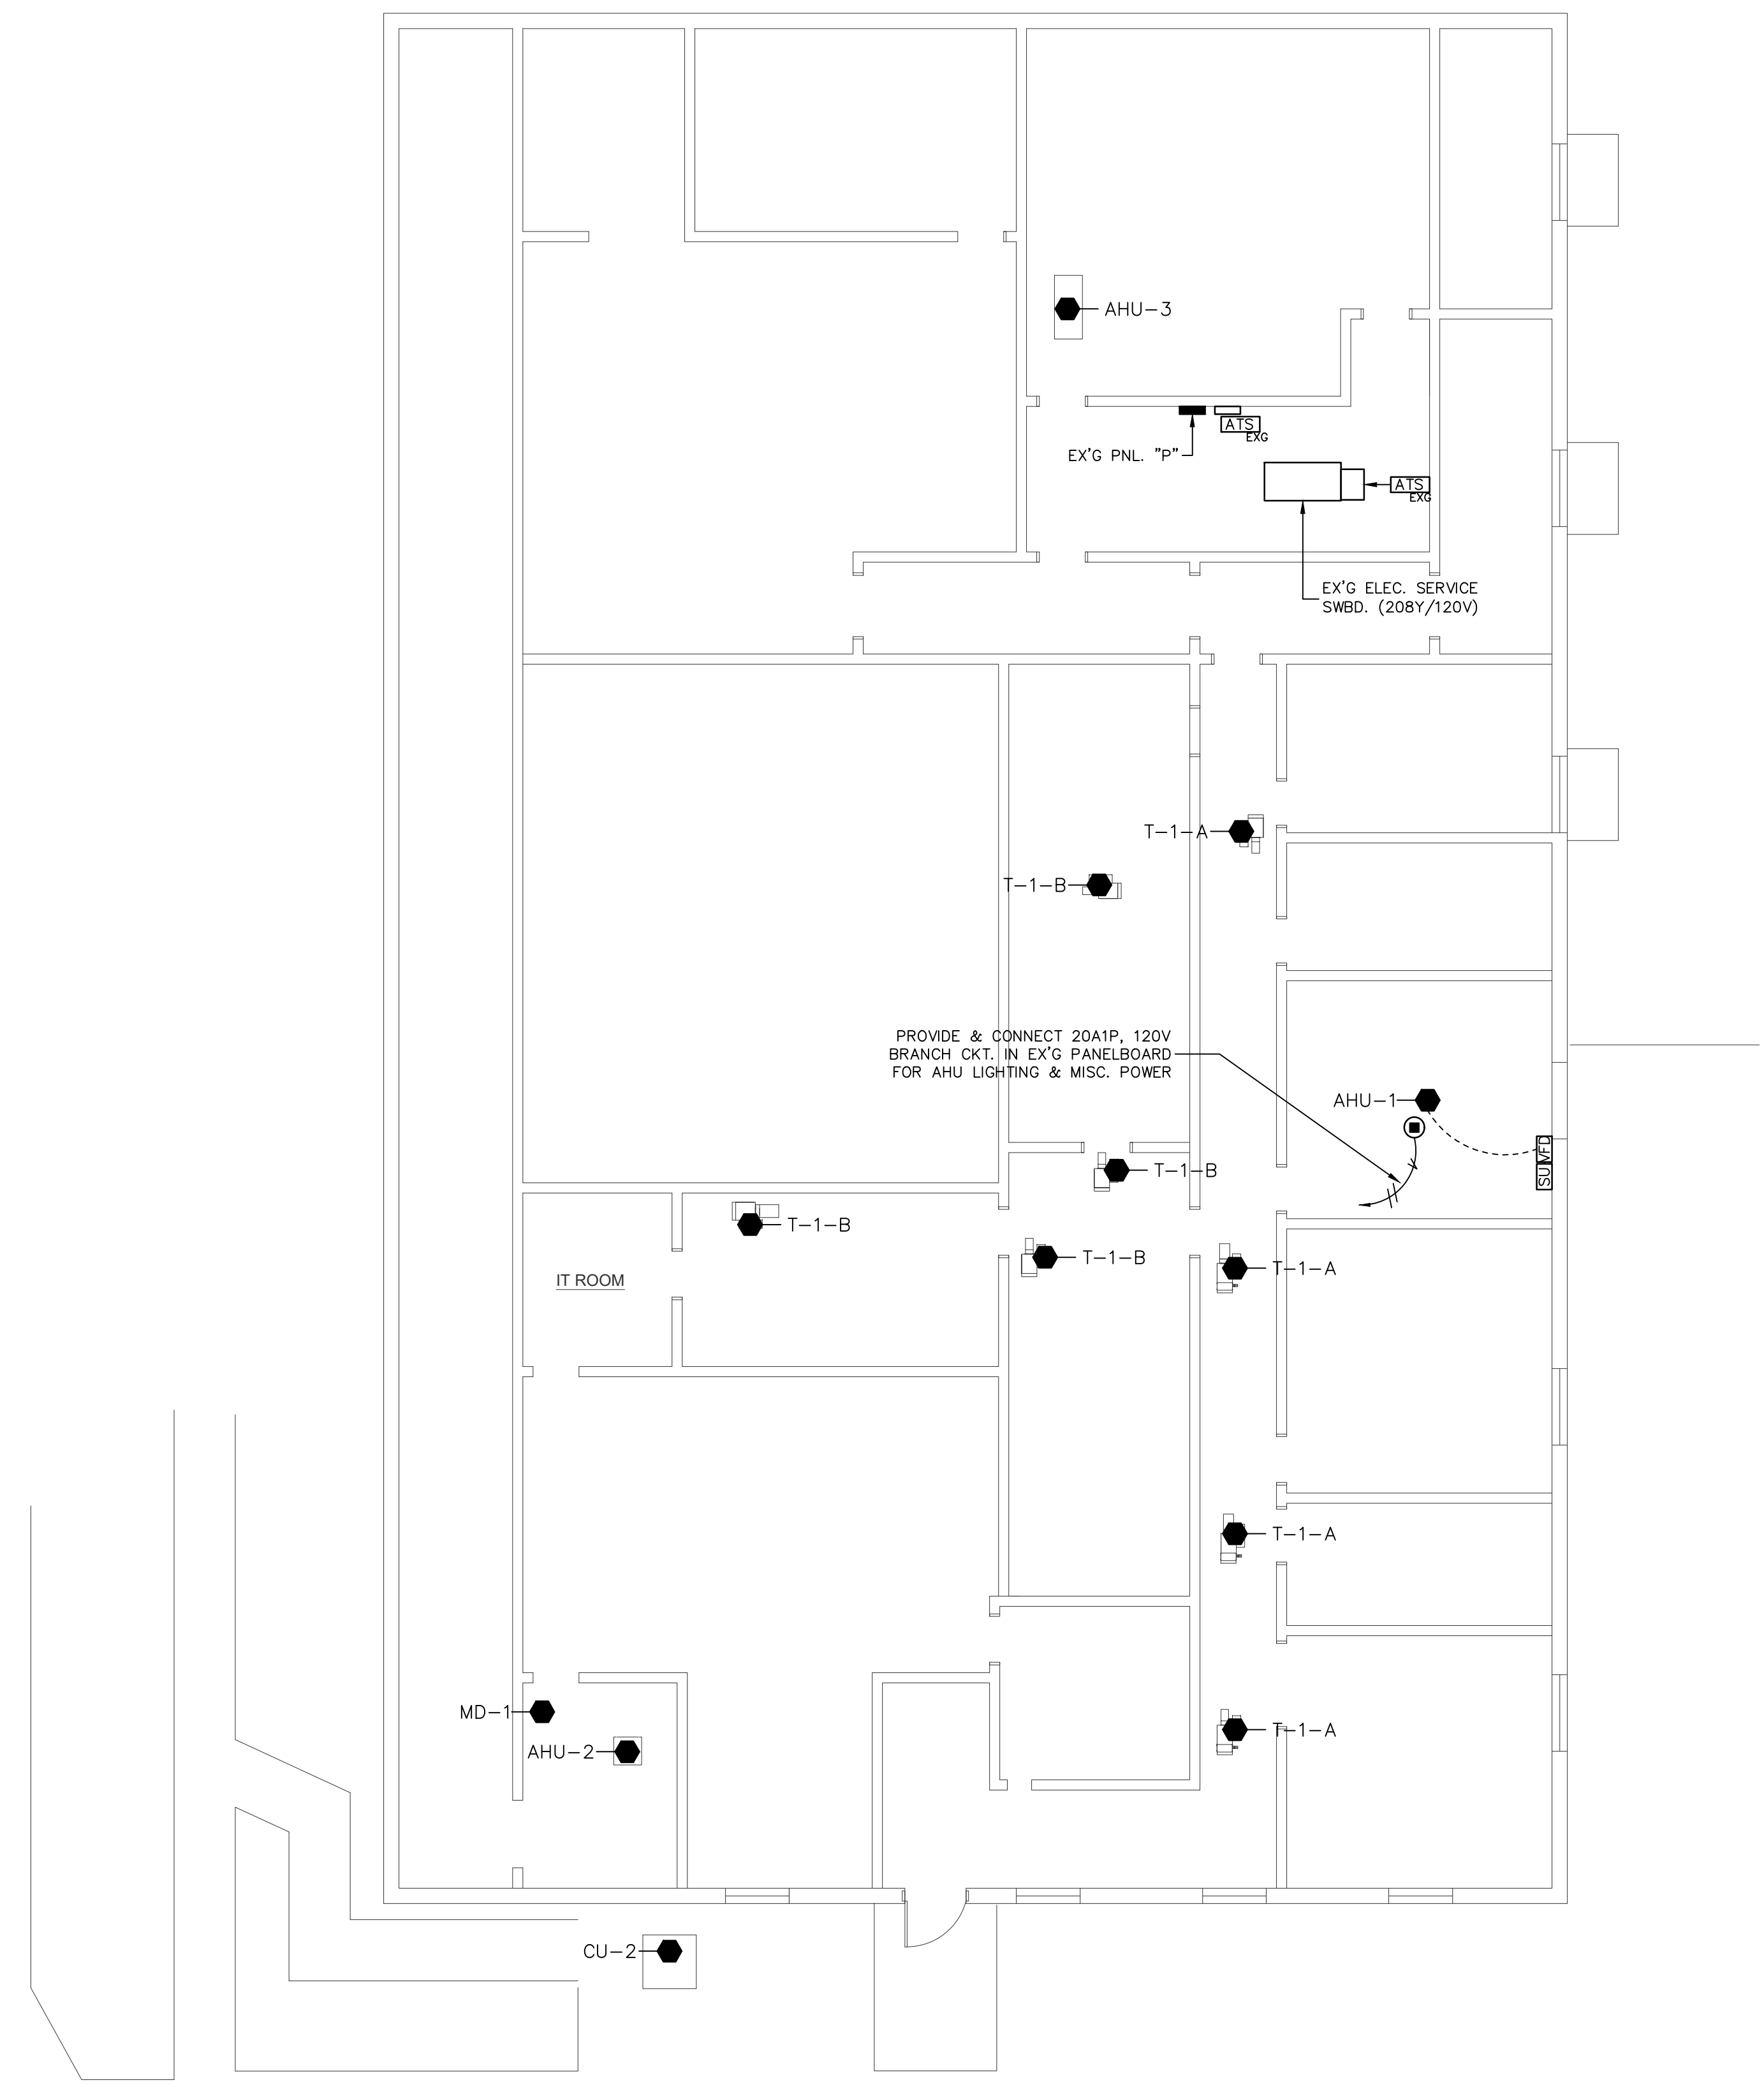 AHU-3
ATS
EXG
EX'G PNL. "P"
ATS
EXG
EX'G ELEC. SERVICE
SWBD. (208Y/120V)
T-1-A
T-1-B
PROVIDE & CONNECT 20A1P, 120V
BRANCH CKT. IN EX'G PANELBOARD
FOR AHU LIGHTING & MISC. POWER
AHU-1
VFD
SU
T-1-B
T-1-B
T-1-B
T-1-A
IT ROOM
T-1-A
MD-1
T-1-A
AHU-2
CU-2